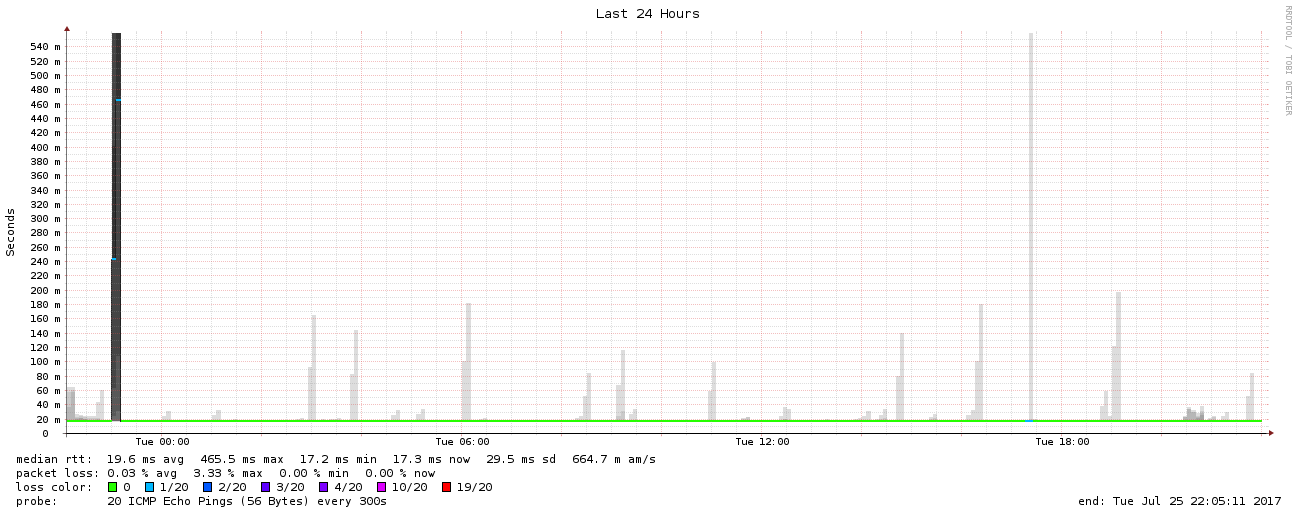 Last 24 Hours
RRDTOOL / TOBI OETIKER
Seconds
540 m
520 m
500 m
480 m
460 m
440 m
420 m
400 m
380 m
360 m
340 m
320 m
300 m
280 m
260 m
240 m
220 m
200 m
180 m
160 m
140 m
120 m
100 m
80 m
60 m
40 m
20 m
0
Tue 00:00 Tue 06:00 Tue 12:00 Tue 18:00
median rtt: 19.6 ms avg 465.5 ms max 17.2 ms min 17.3 ms now 29.5 ms sd 664.7 m am/s
packet loss: 0.03 % avg 3.33 % max 0.00 % min 0.00 % now
loss color: 0 1/20 2/20 3/20 4/20 10/20 19/20
probe: 20 ICMP Echo Pings (56 Bytes) every 300s end: Tue Jul 25 22:05:11 2017